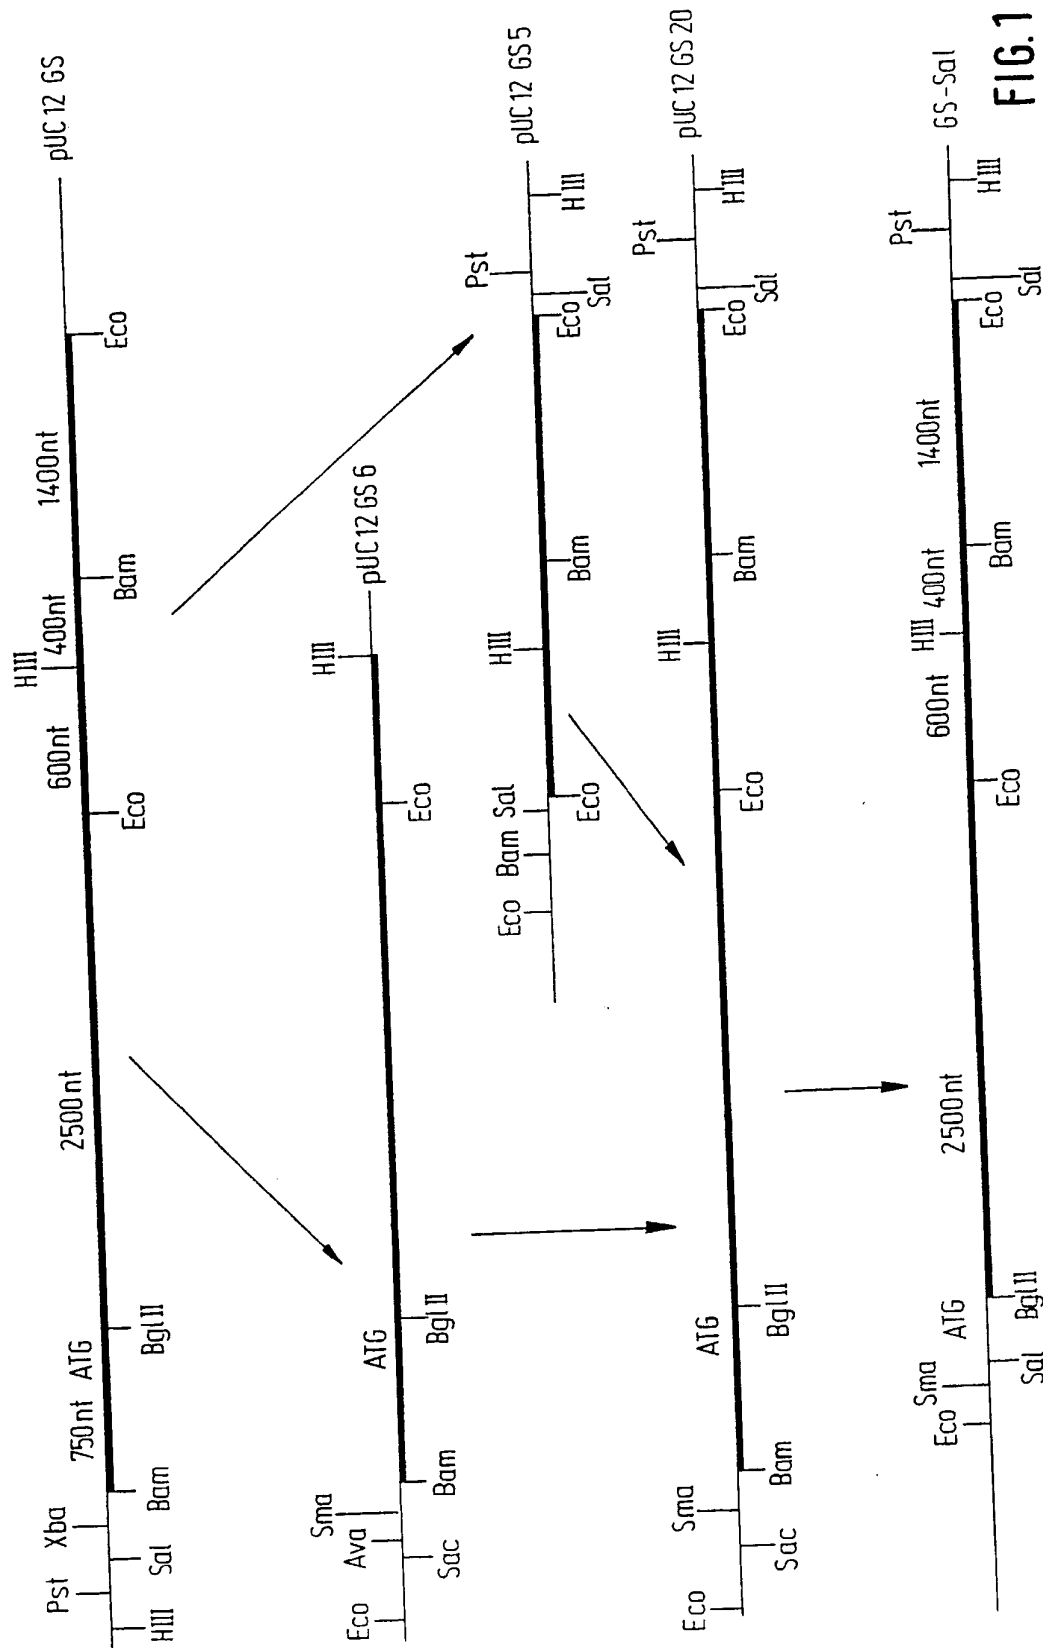 HIII
Pst
Sal
Xba
Bam
750nt
ATG
BglII
2500nt
Eco
600nt
HIII
400nt
Bam
1400nt
Eco
pUC12 GS
Eco
Sac
Ava
Sma
Bam
ATG
BglII
Eco
HIII
pUC12 GS 6
Eco
Bam
Sal
Eco
HIII
Bam
Eco
Sal
Pst
HIII
pUC12 GS 5
Eco
Sac
Sma
Bam
ATG
BglII
Eco
HIII
Bam
Eco
Sal
Pst
HIII
pUC12 GS 20
Eco
Sma
Sal
ATG
BglII
2500nt
Eco
600nt
HIII
400nt
Bam
1400nt
Eco
Sal
Pst
HIII
GS-Sal
FIG.1